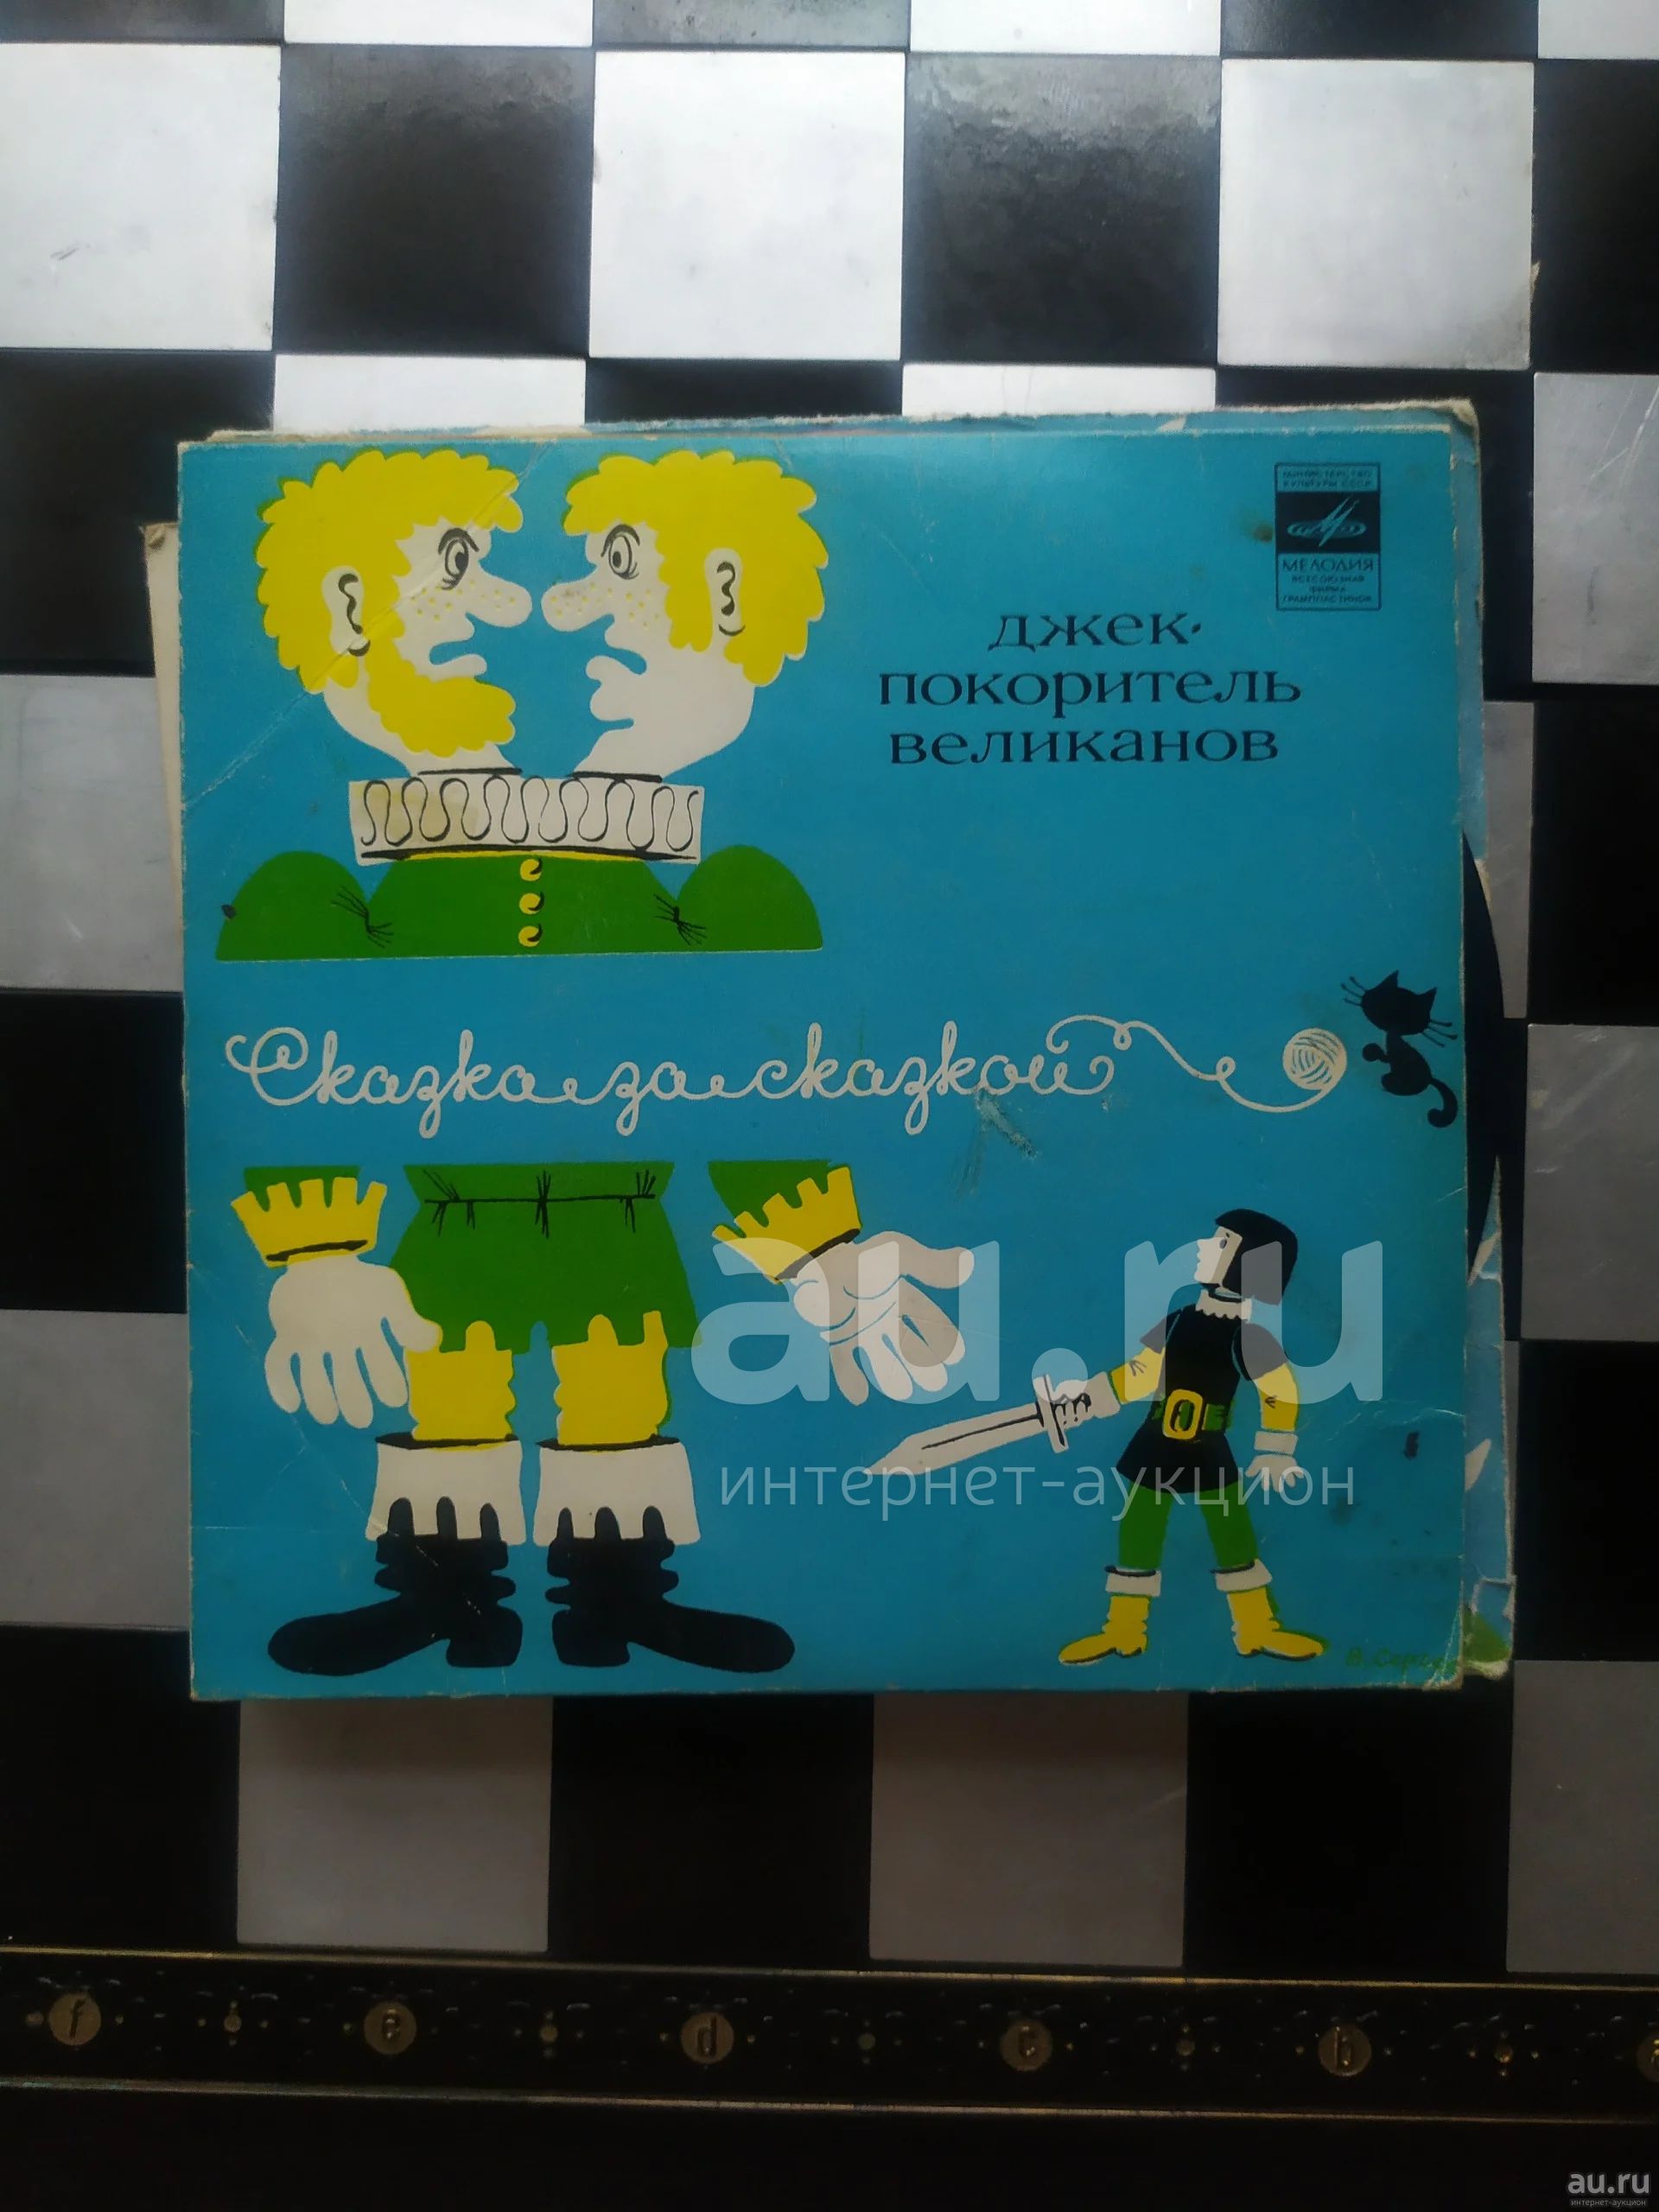 МИНИСТЕРСТВО
КУЛЬТУРЫ СССР
МЕЛОДИЯ
ВСЕСОЮЗНАЯ
ФИРМА
ГРАМПЛАСТИНОК
джек-
покоритель
великанов
Сказка за сказкой
au.ru
интернет-аукцион
f e d c b
au.ru
интернет-аукцион